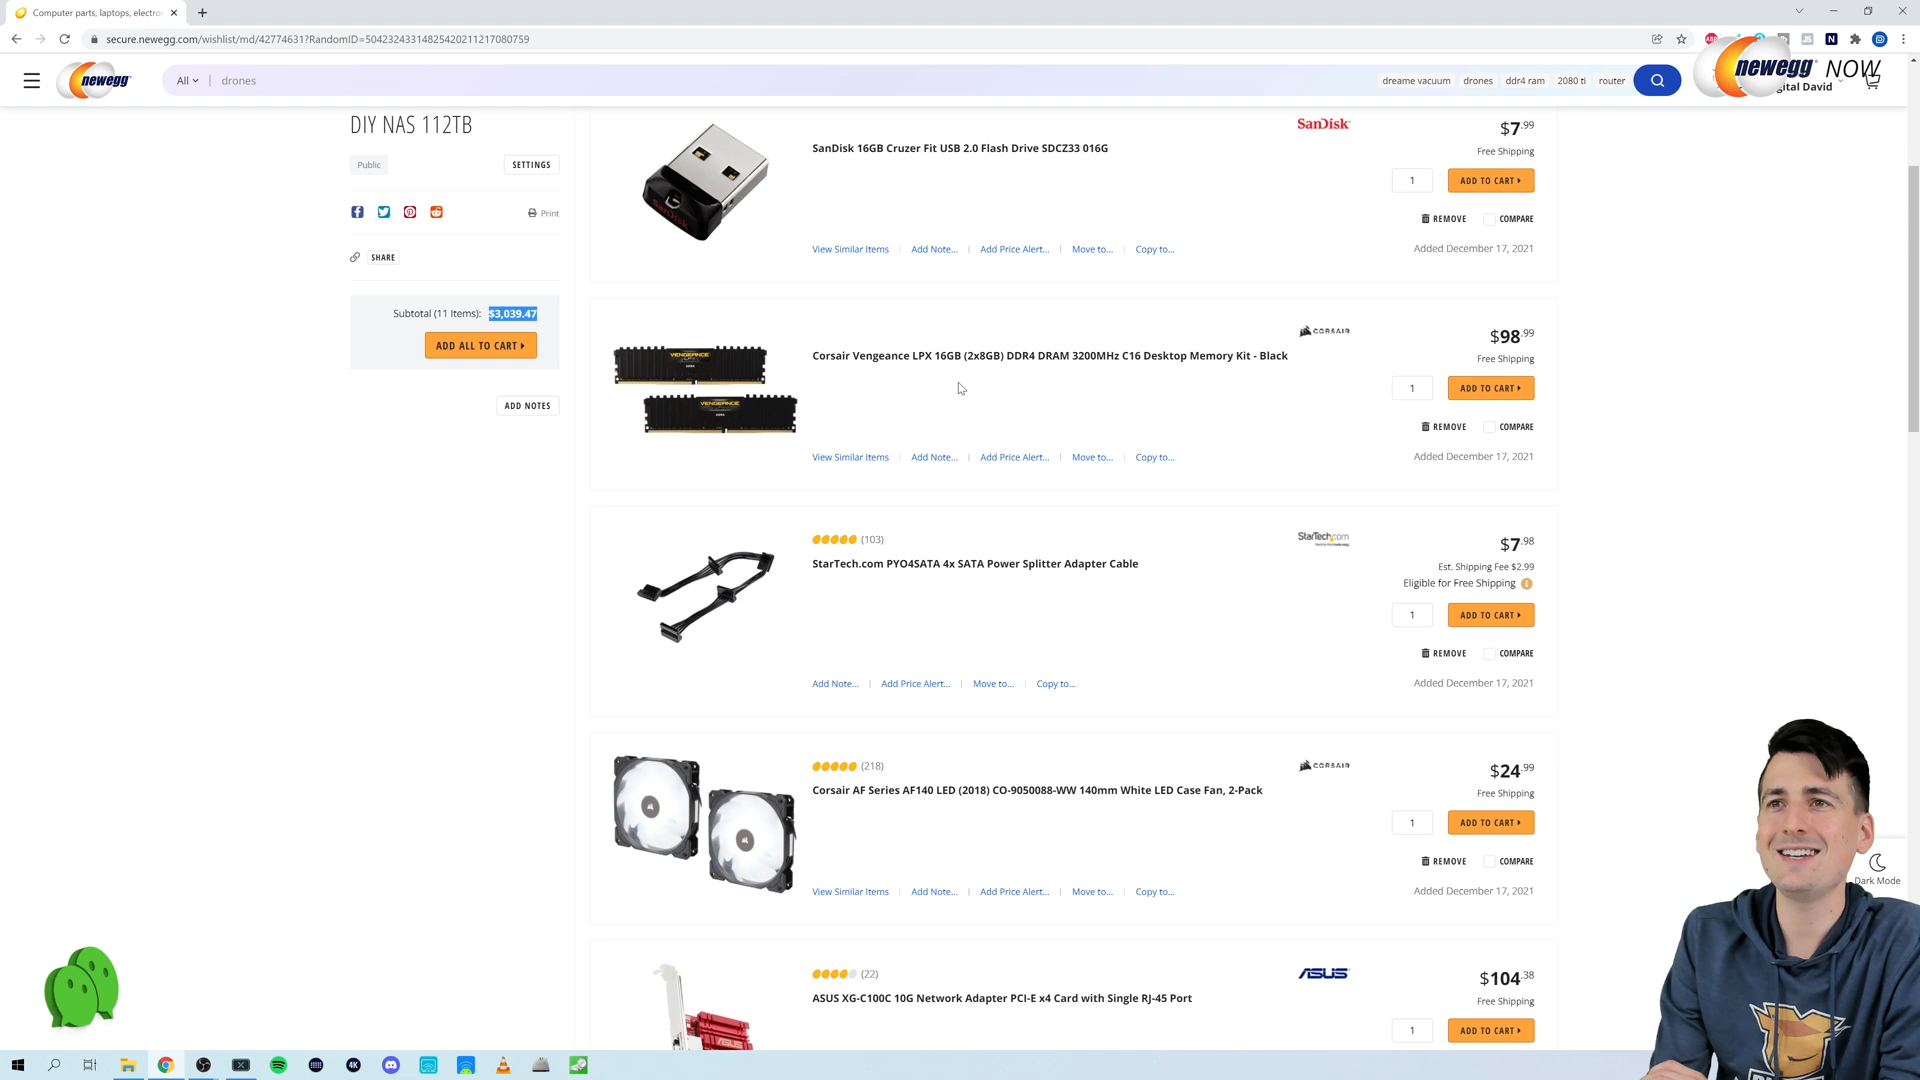 Computer parts, laptops, electro
secure.newegg.com/wishlist/md/42774631?RandomID=50423243314825420211217080759
newegg
All
drones
dreame vacuum
drones
ddr4 ram
2080 ti
router
newegg NOW
gital David
DIY NAS 112TB
Public
SETTINGS
Print
SHARE
Subtotal (11 Items): $3,039.47
ADD ALL TO CART
ADD NOTES
SanDisk
SanDisk 16GB Cruzer Fit USB 2.0 Flash Drive SDCZ33 016G
$7.99
Free Shipping
1
ADD TO CART
REMOVE
COMPARE
View Similar Items
Add Note...
Add Price Alert...
Move to...
Copy to...
Added December 17, 2021
CORSAIR
Corsair Vengeance LPX 16GB (2x8GB) DDR4 DRAM 3200MHz C16 Desktop Memory Kit - Black
VENGEANCE
VENGEANCE
$98.99
Free Shipping
1
ADD TO CART
REMOVE
COMPARE
View Similar Items
Add Note...
Add Price Alert...
Move to...
Copy to...
Added December 17, 2021
(103)
StarTech.com
StarTech.com PYO4SATA 4x SATA Power Splitter Adapter Cable
$7.98
Est. Shipping Fee $2.99
Eligible for Free Shipping
1
ADD TO CART
REMOVE
COMPARE
Add Note...
Add Price Alert...
Move to...
Copy to...
Added December 17, 2021
(218)
CORSAIR
Corsair AF Series AF140 LED (2018) CO-9050088-WW 140mm White LED Case Fan, 2-Pack
$24.99
Free Shipping
1
ADD TO CART
REMOVE
COMPARE
View Similar Items
Add Note...
Add Price Alert...
Move to...
Copy to...
Added December 17, 2021
Dark Mode
(22)
ASUS
ASUS XG-C100C 10G Network Adapter PCI-E x4 Card with Single RJ-45 Port
$104.38
Free Shipping
1
ADD TO CART
4K